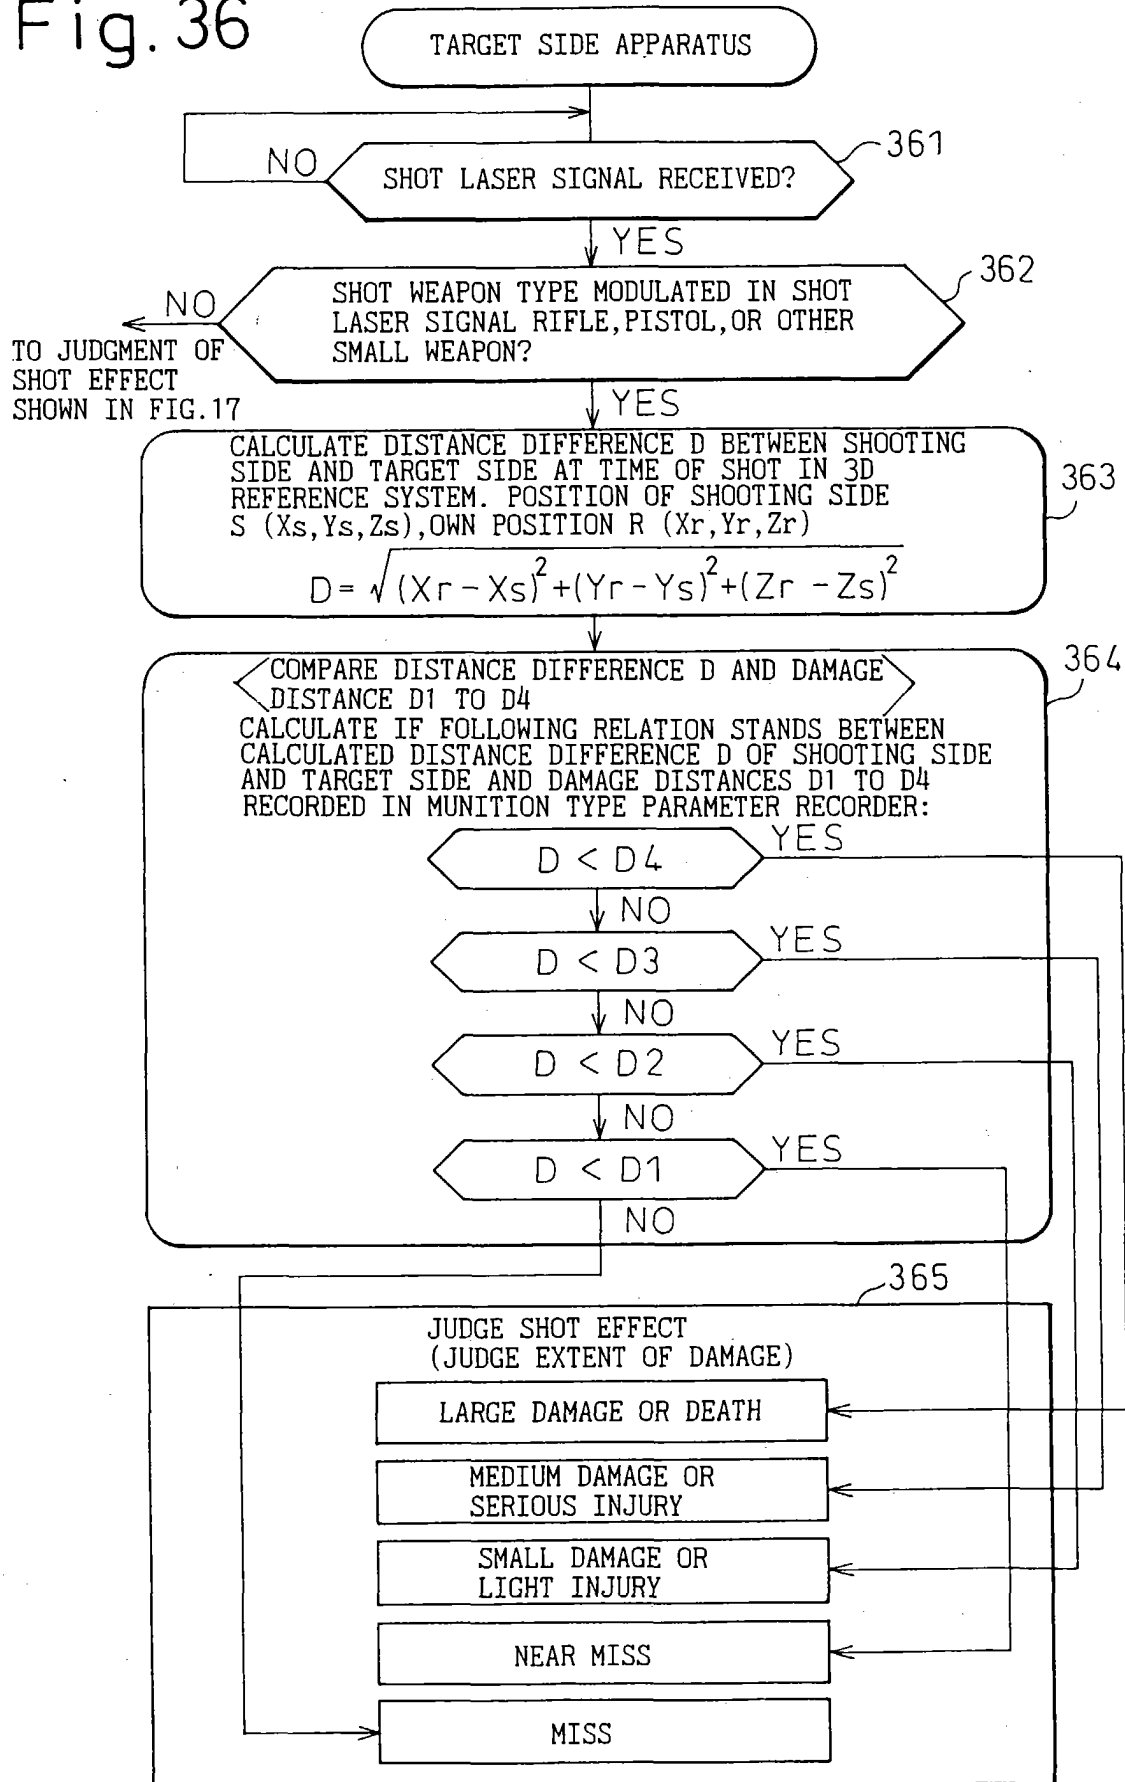 Fig. 36
TARGET SIDE APPARATUS
361
NO
SHOT LASER SIGNAL RECEIVED?
YES
362
NO
SHOT WEAPON TYPE MODULATED IN SHOT
LASER SIGNAL RIFLE,PISTOL,OR OTHER
SMALL WEAPON?
TO JUDGMENT OF
SHOT EFFECT
SHOWN IN FIG.17
YES
363
CALCULATE DISTANCE DIFFERENCE D BETWEEN SHOOTING
SIDE AND TARGET SIDE AT TIME OF SHOT IN 3D
REFERENCE SYSTEM. POSITION OF SHOOTING SIDE
S (Xs,Ys,Zs),OWN POSITION R (Xr,Yr,Zr)
D = √(Xr − Xs)²+(Yr − Ys)²+(Zr − Zs)²
364
COMPARE DISTANCE DIFFERENCE D AND DAMAGE
DISTANCE D1 TO D4
CALCULATE IF FOLLOWING RELATION STANDS BETWEEN
CALCULATED DISTANCE DIFFERENCE D OF SHOOTING SIDE
AND TARGET SIDE AND DAMAGE DISTANCES D1 TO D4
RECORDED IN MUNITION TYPE PARAMETER RECORDER:
D < D4
YES
NO
D < D3
YES
NO
D < D2
YES
NO
D < D1
YES
NO
365
JUDGE SHOT EFFECT
(JUDGE EXTENT OF DAMAGE)
LARGE DAMAGE OR DEATH
MEDIUM DAMAGE OR
SERIOUS INJURY
SMALL DAMAGE OR
LIGHT INJURY
NEAR MISS
MISS